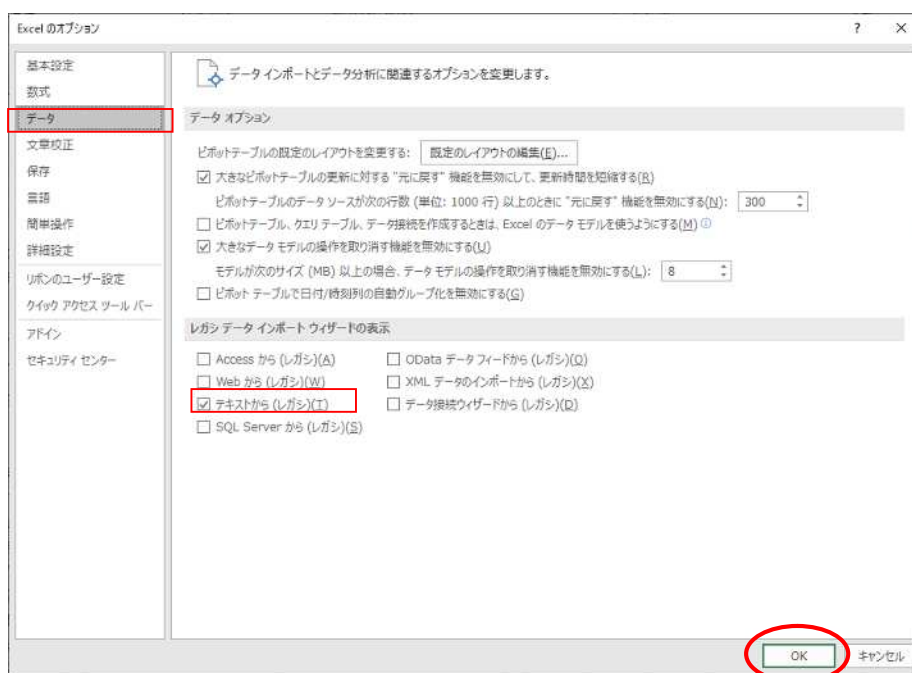 Excel のオプション ? ×
基本設定
数式
データ
文章校正
保存
言語
簡単操作
詳細設定
リボンのユーザー設定
クイック アクセス ツール バー
アドイン
セキュリティ センター
データ インポートとデータ分析に関連するオプションを変更します。
データ オプション
ピボットテーブルの既定のレイアウトを変更する: 既定のレイアウトの編集(E)...
大きなピボットテーブルの更新に対する "元に戻す" 機能を無効にして、更新時間を短縮する(R)
ピボットテーブルのデータ ソースが次の行数 (単位: 1000 行) 以上のときに "元に戻す" 機能を無効にする(N): 300
ピボットテーブル、クエリ テーブル、データ接続を作成するときは、Excel のデータ モデルを使うようにする(M)
大きなデータ モデルの操作を取り消す機能を無効にする(U)
モデルが次のサイズ (MB) 以上の場合、データ モデルの操作を取り消す機能を無効にする(L): 8
ピボット テーブルで日付/時刻列の自動グループ化を無効にする(G)
レガシ データ インポート ウィザードの表示
Access から (レガシ)(A) OData データ フィードから (レガシ)(O)
Web から (レガシ)(W) XML データのインポートから (レガシ)(X)
テキストから (レガシ)(T) データ接続ウィザードから (レガシ)(D)
SQL Server から (レガシ)(S)
OK キャンセル